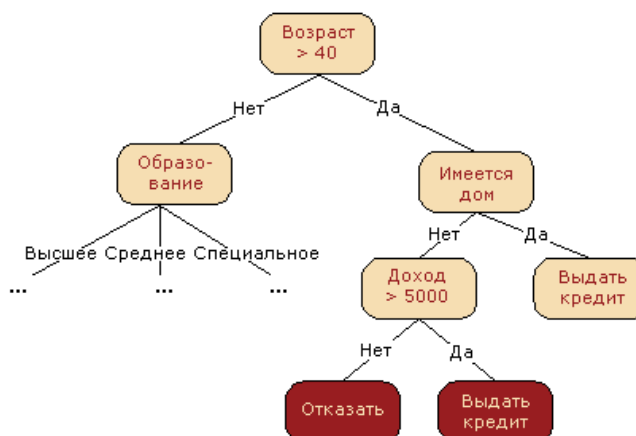 Возраст
> 40
Нет
Да
Образо-
вание
Имеется
дом
Высшее Среднее Специальное
... ... ...
Нет
Да
Доход
> 5000
Выдать
кредит
Нет
Да
Отказать
Выдать
кредит